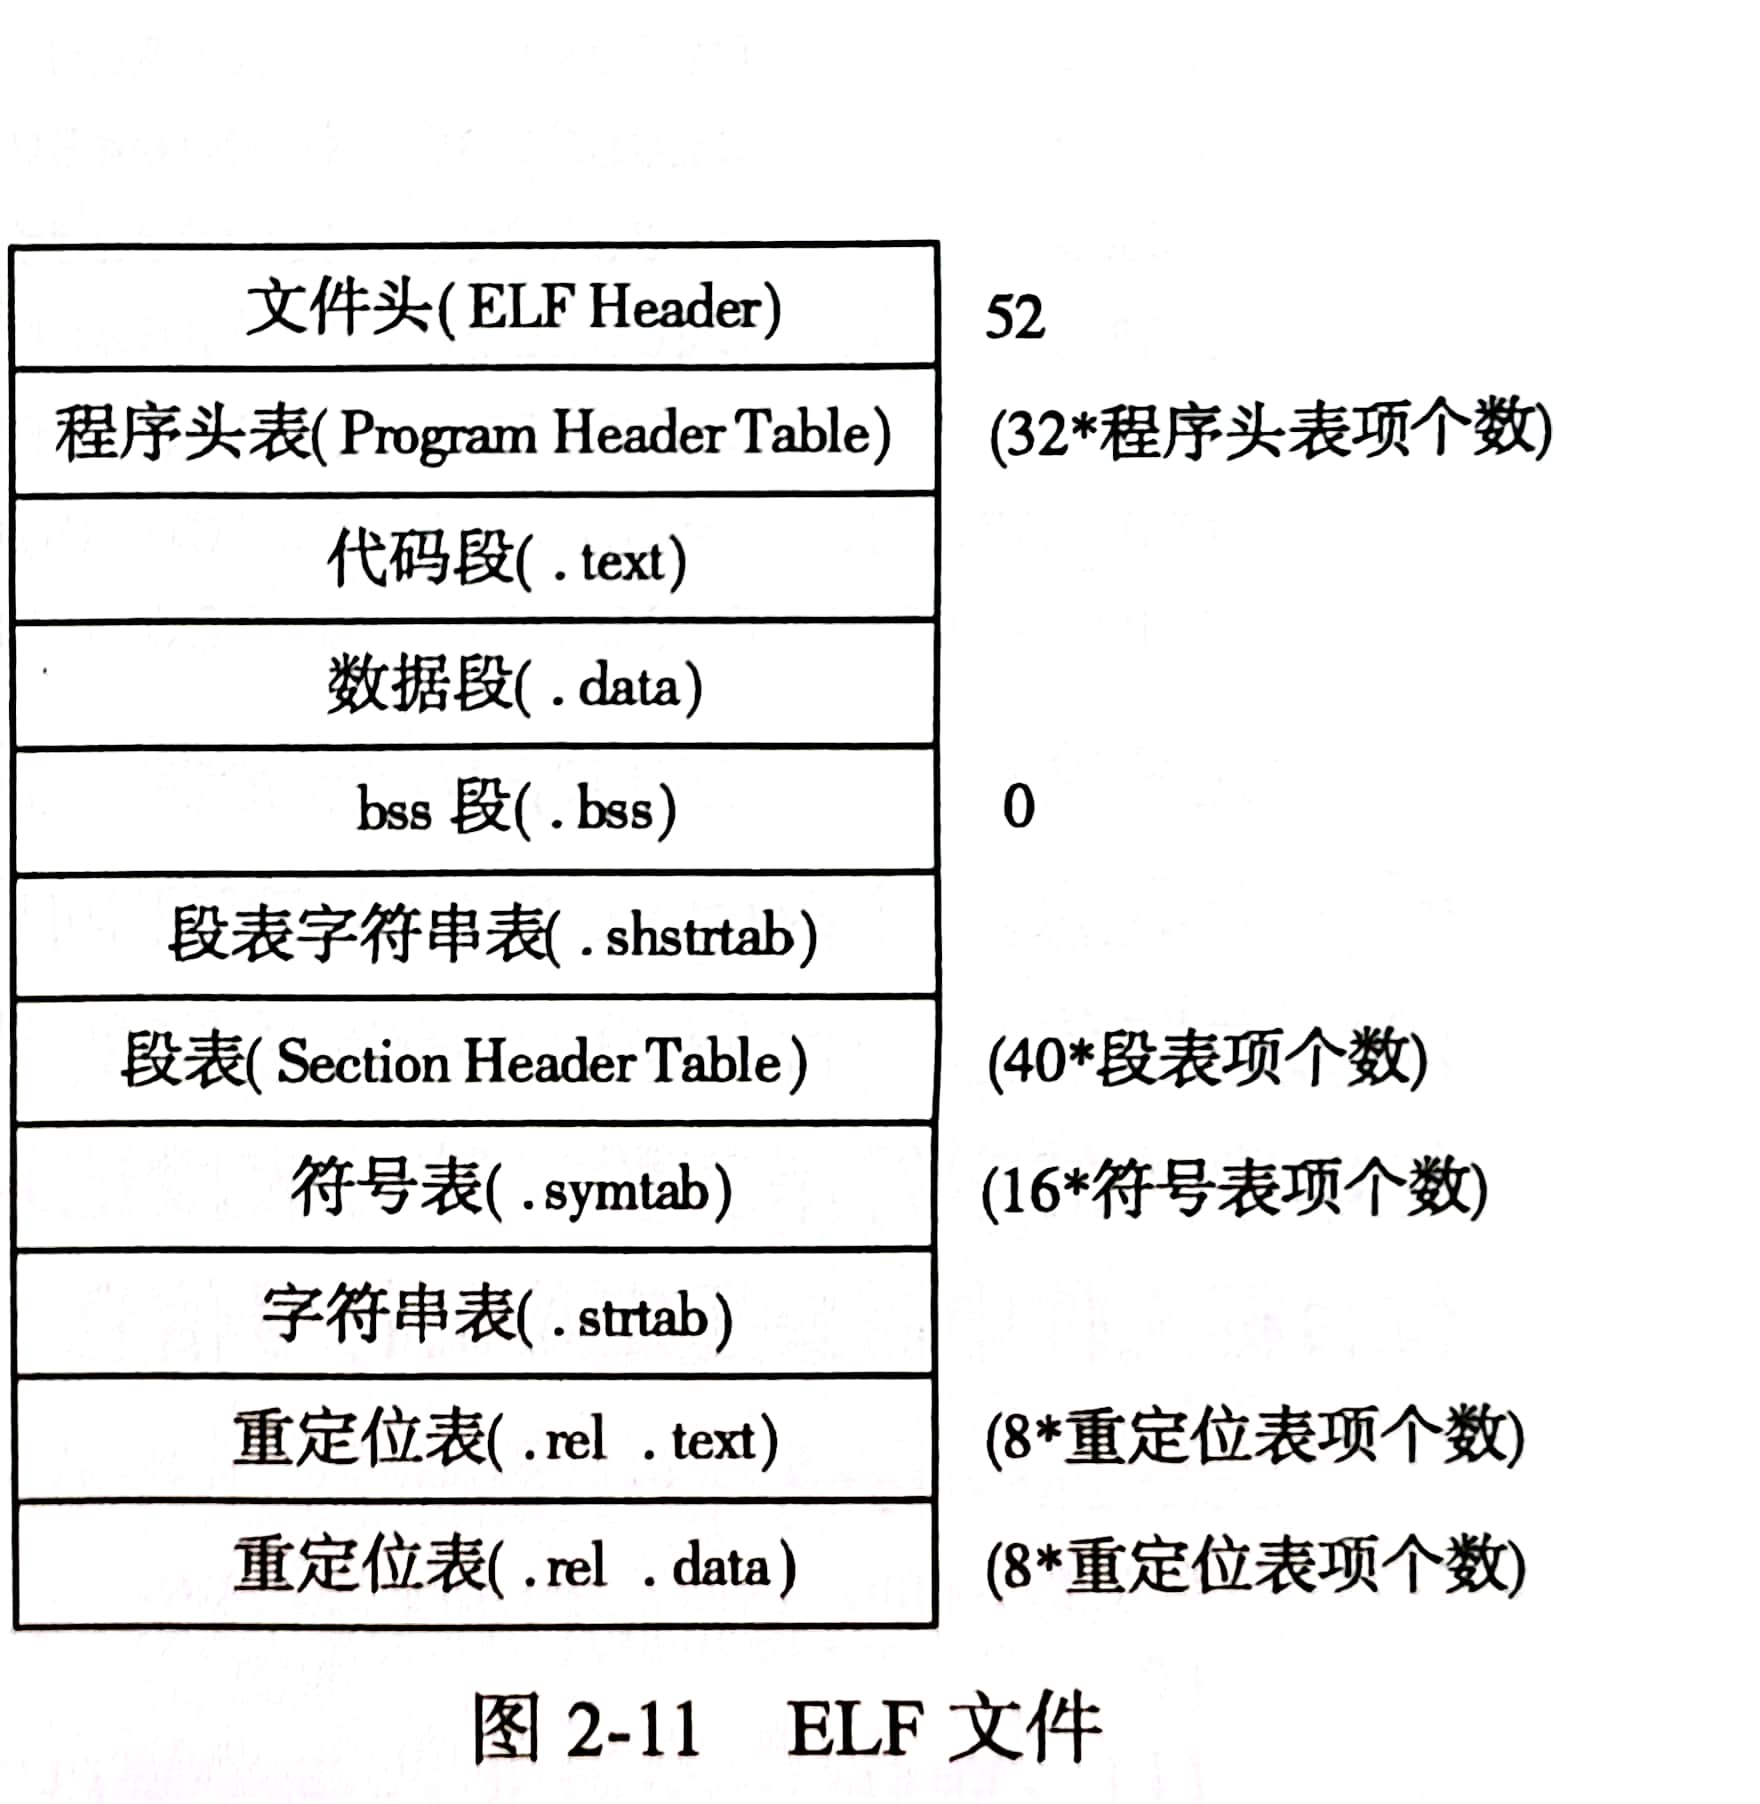 文件头(ELF Header) 52
程序头表(Program Header Table) (32*程序头表项个数)
代码段(.text)
数据段(.data)
bss 段(.bss) 0
段表字符串表(.shstrtab)
段表(Section Header Table) (40*段表项个数)
符号表(.symtab) (16*符号表项个数)
字符串表(.strtab)
重定位表(.rel .text) (8*重定位表项个数)
重定位表(.rel .data) (8*重定位表项个数)
图 2-11 ELF 文件